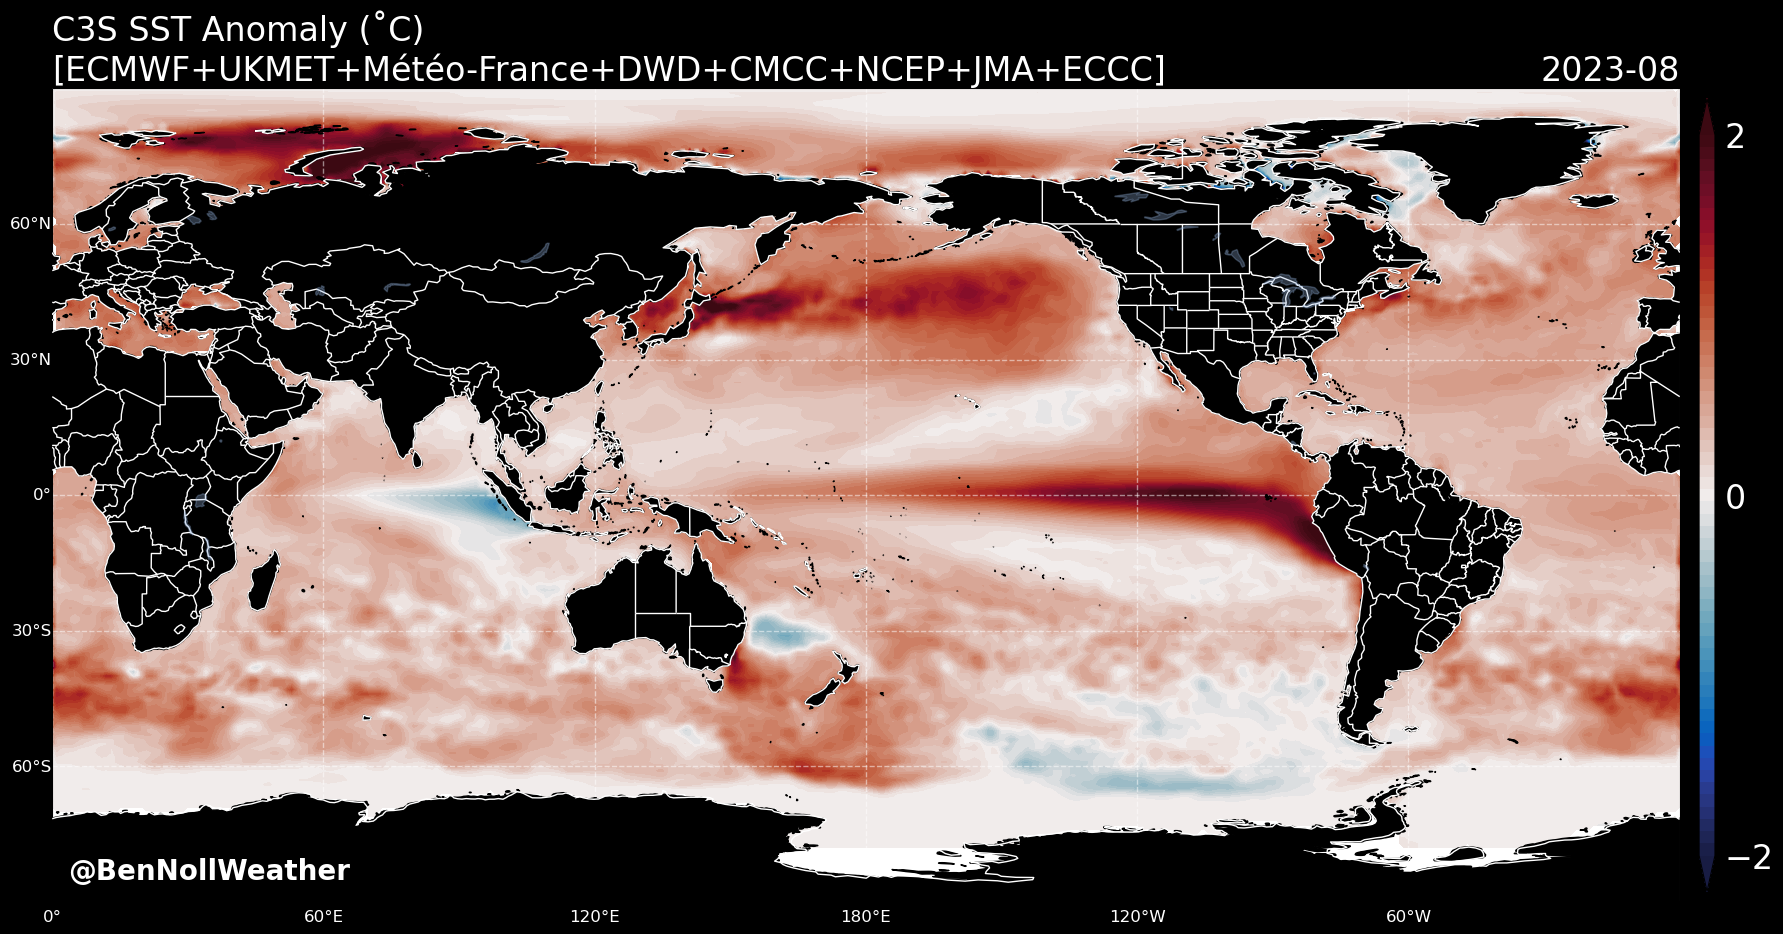 C3S SST Anomaly (˚C)
[ECMWF+UKMET+Météo-France+DWD+CMCC+NCEP+JMA+ECCC]
2023-08
2
60°N
30°N
0°
0
30°S
60°S
−2
@BenNollWeather
0°
60°E
120°E
180°E
120°W
60°W